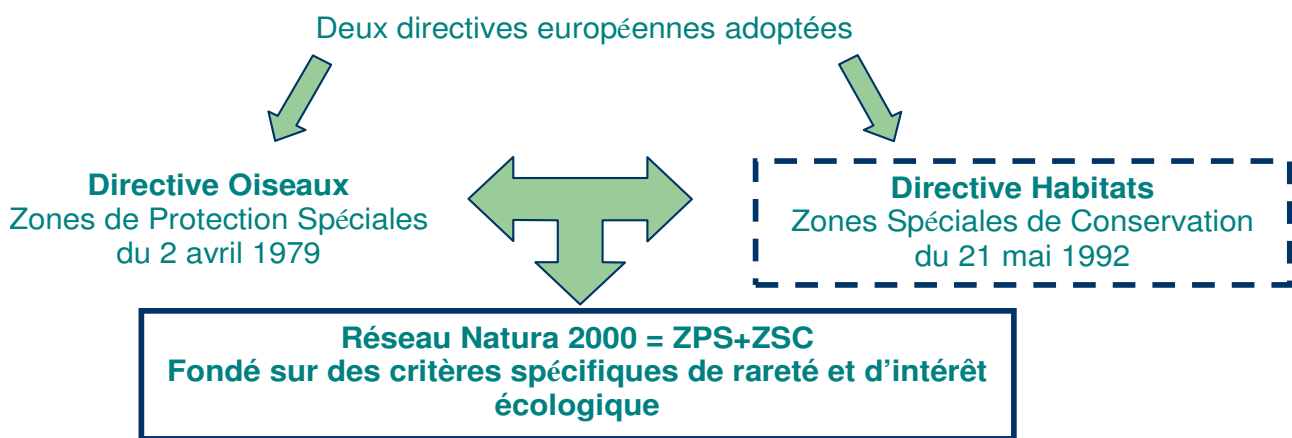 Deux directives européennes adoptées
Directive Oiseaux
Zones de Protection Spéciales
du 2 avril 1979
Directive Habitats
Zones Spéciales de Conservation
du 21 mai 1992
Réseau Natura 2000 = ZPS+ZSC
Fondé sur des critères spécifiques de rareté et d’intérêt
écologique